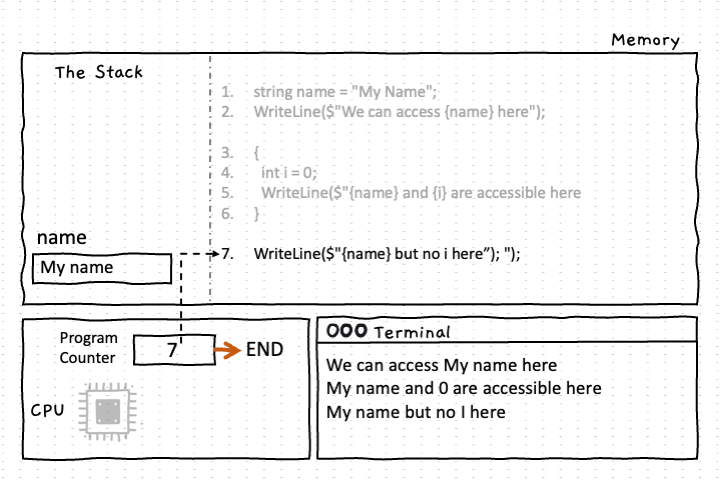 Memory
The Stack
1. string name = "My Name";
2. WriteLine($"We can access {name} here");
3. {
4. int i = 0;
5. WriteLine($"{name} and {i} are accessible here
6. }
7. WriteLine($"{name} but no i here”); ");
name
My name
Program
Counter
7
END
CPU
Terminal
We can access My name here
My name and 0 are accessible here
My name but no I here